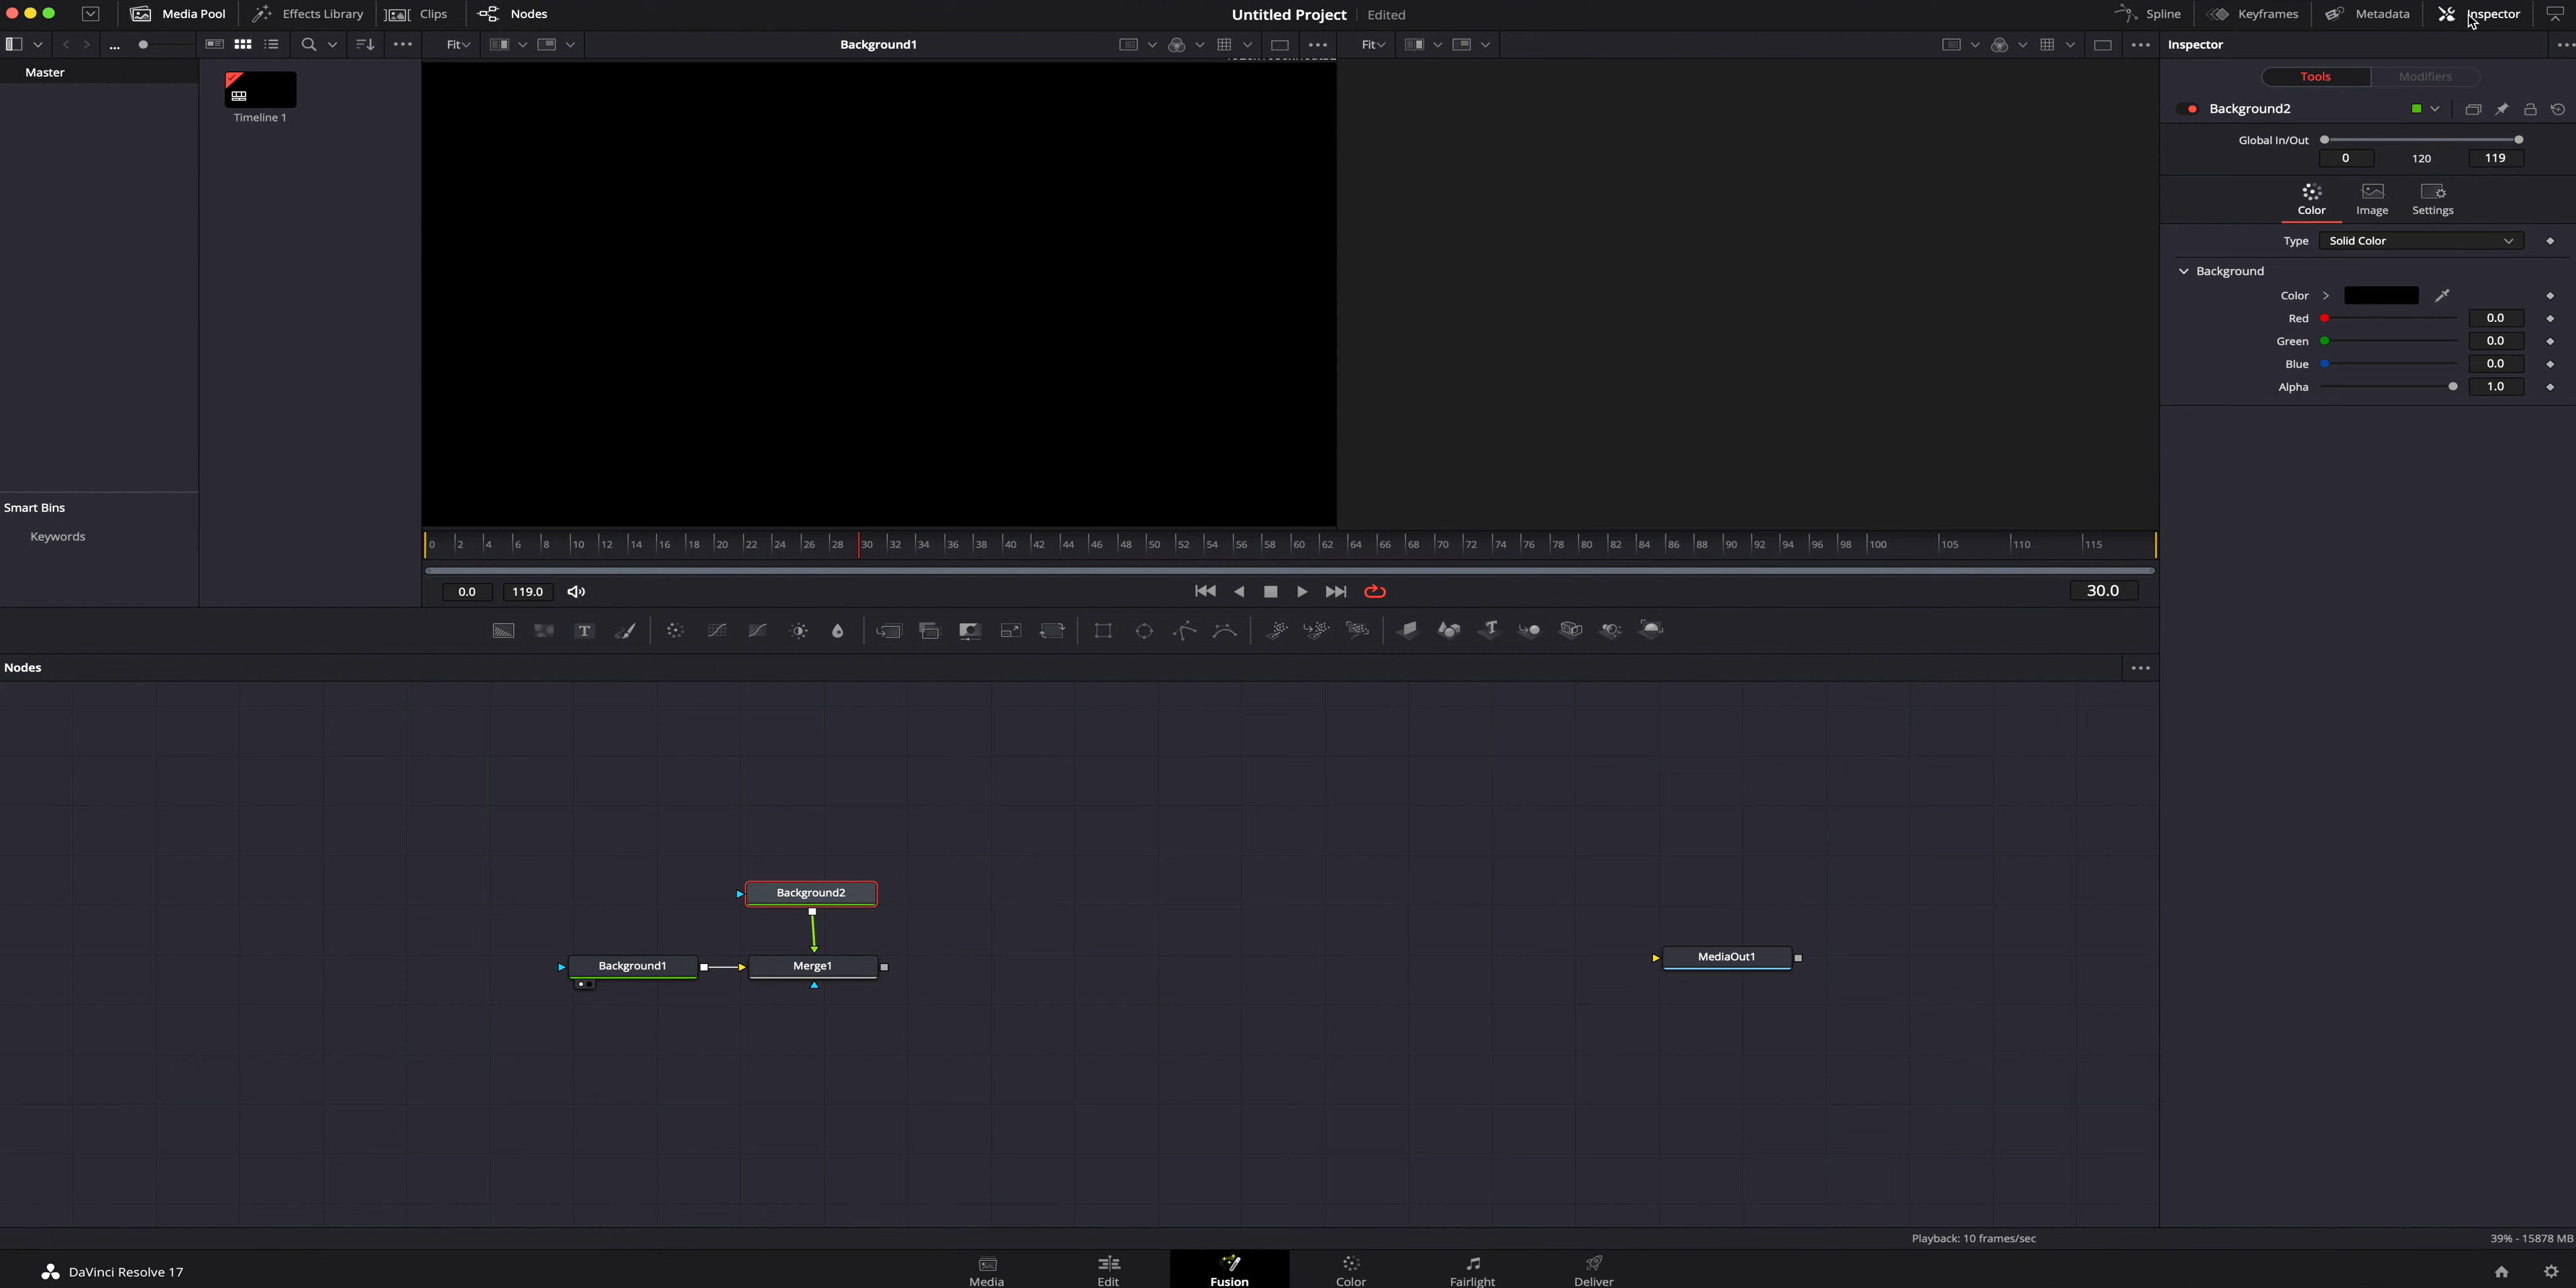 Media Pool Effects Library Clips Nodes Untitled Project Edited Spline Keyframes Metadata Inspector
... Fit Background1 Fit Inspector
Master
Timeline 1
Smart Bins
Keywords
Tools Modifiers
Background2
Global In/Out
0 120 119
Color Image Settings
Type Solid Color
Background
Color
Red 0.0
Green 0.0
Blue 0.0
Alpha 1.0
0 2 4 6 8 10 12 14 16 18 20 22 24 26 28 30 32 34 36 38 40 42 44 46 48 50 52 54 56 58 60 62 64 66 68 70 72 74 76 78 80 82 84 86 88 90 92 94 96 98 100 105 110 115
0.0 119.0 30.0
T T
Nodes
Background2
Background1 Merge1 MediaOut1
Playback: 10 frames/sec 39% - 15878 MB
DaVinci Resolve 17 Media Edit Fusion Color Fairlight Deliver